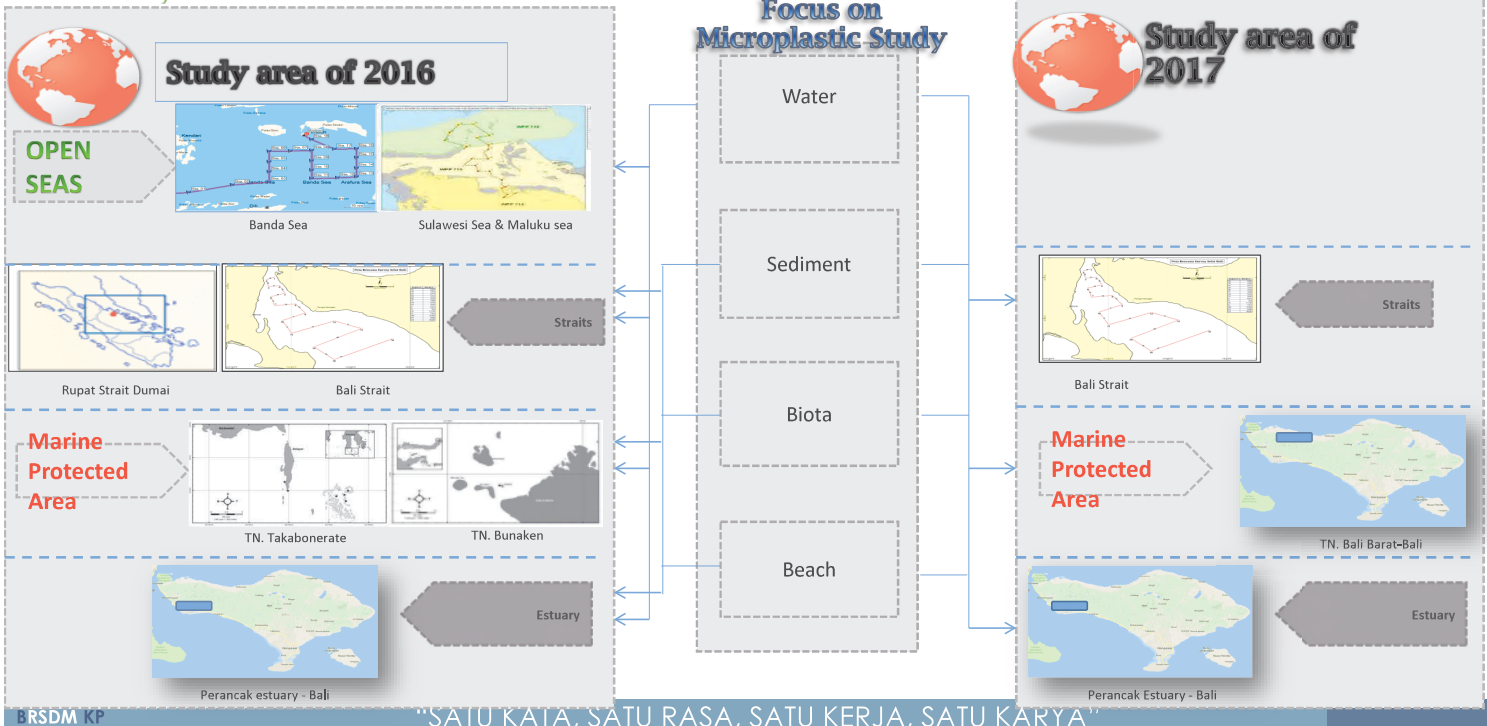 Study area of 2016
OPEN
SEAS
Banda Sea
Sulawesi Sea & Maluku sea
Rupat Strait Dumai
Bali Strait
Straits
Marine
Protected
Area
TN. Takabonerate
TN. Bunaken
Estuary
Perancak estuary - Bali
Focus on
Microplastic Study
Water
Sediment
Biota
Beach
Study area of
2017
Straits
Bali Strait
Marine
Protected
Area
TN. Bali Barat-Bali
Estuary
Perancak Estuary - Bali
BRSDM KP
"SATU KATA, SATU RASA, SATU KERJA, SATU KARYA"